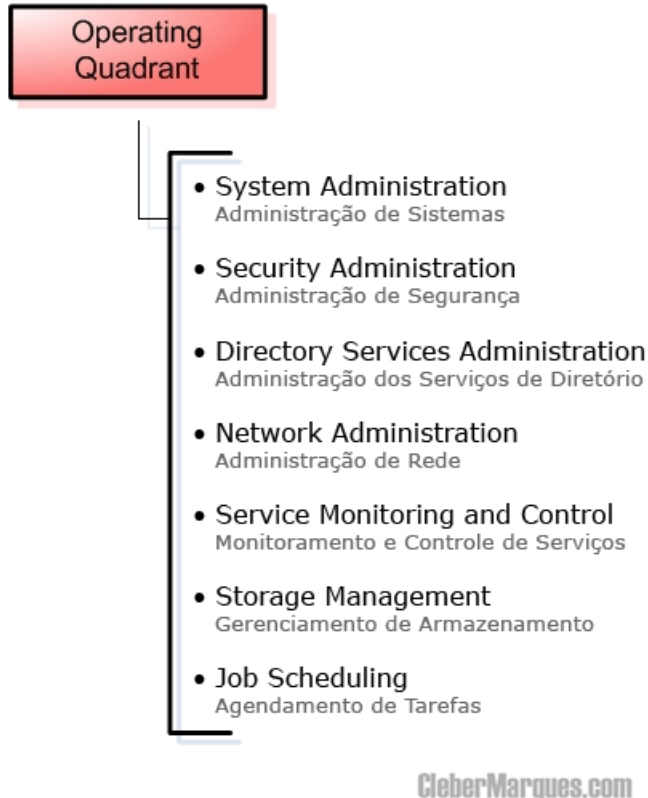 Operating
Quadrant
• System Administration
Administração de Sistemas
• Security Administration
Administração de Segurança
• Directory Services Administration
Administração dos Serviços de Diretório
• Network Administration
Administração de Rede
• Service Monitoring and Control
Monitoramento e Controle de Serviços
• Storage Management
Gerenciamento de Armazenamento
• Job Scheduling
Agendamento de Tarefas
CleberMarques.com